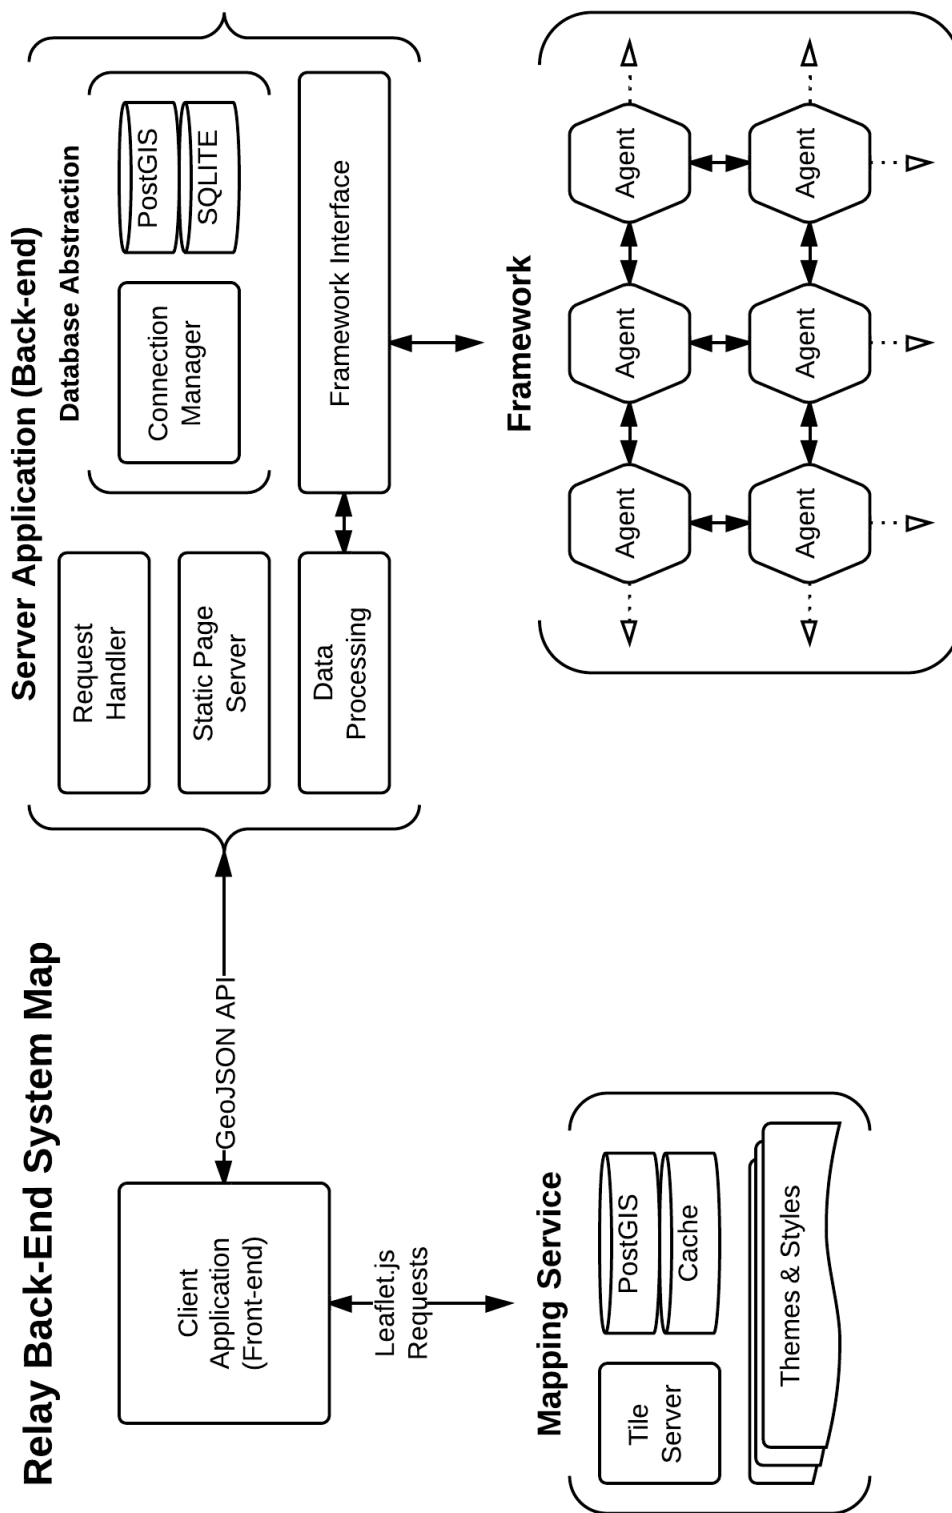 Relay Back-End System Map
Client
Application
(Front-end)
GeoJSON API
Leaflet.js
Requests
Mapping Service
Tile
Server
PostGIS
Cache
Themes & Styles
Server Application (Back-end)
Request
Handler
Static Page
Server
Data
Processing
Database Abstraction
Connection
Manager
PostGIS
SQLITE
Framework Interface
Framework
Agent
Agent
Agent
Agent
Agent
Agent